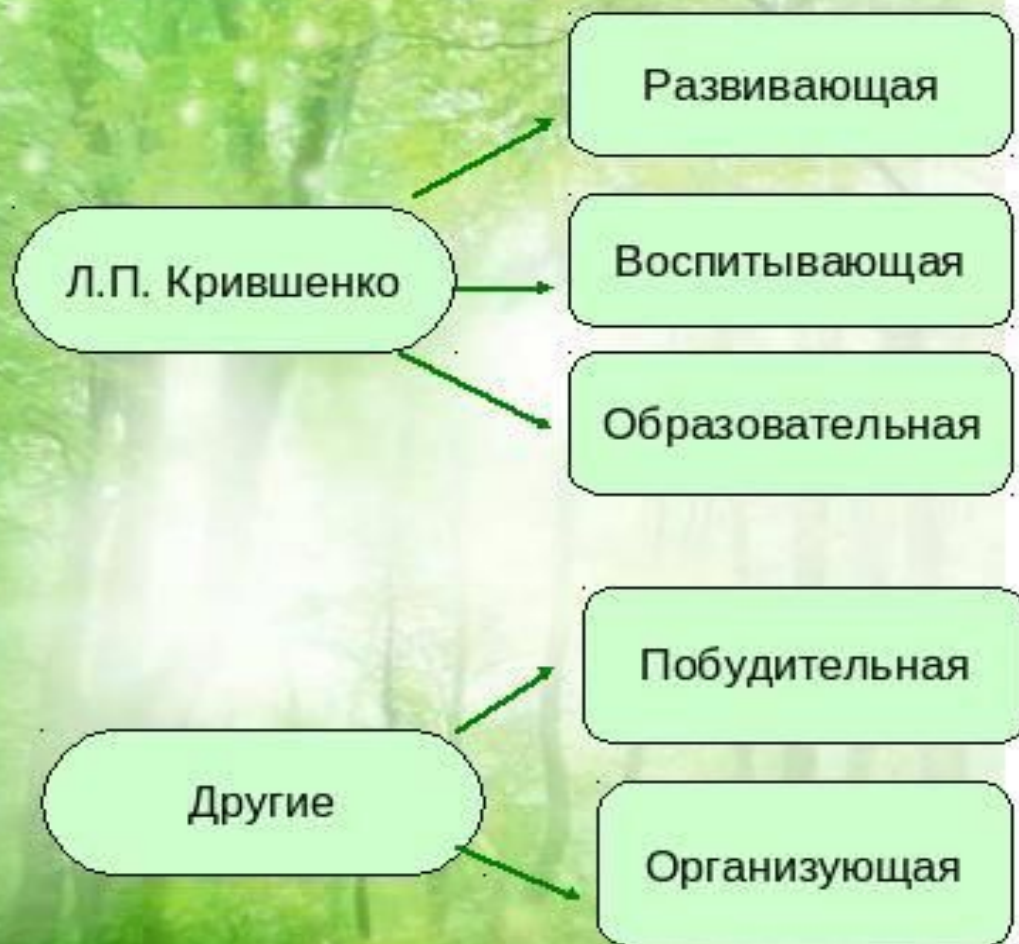 Л.П. Крившенко
Развивающая
Воспитывающая
Образовательная
Другие
Побудительная
Организующая